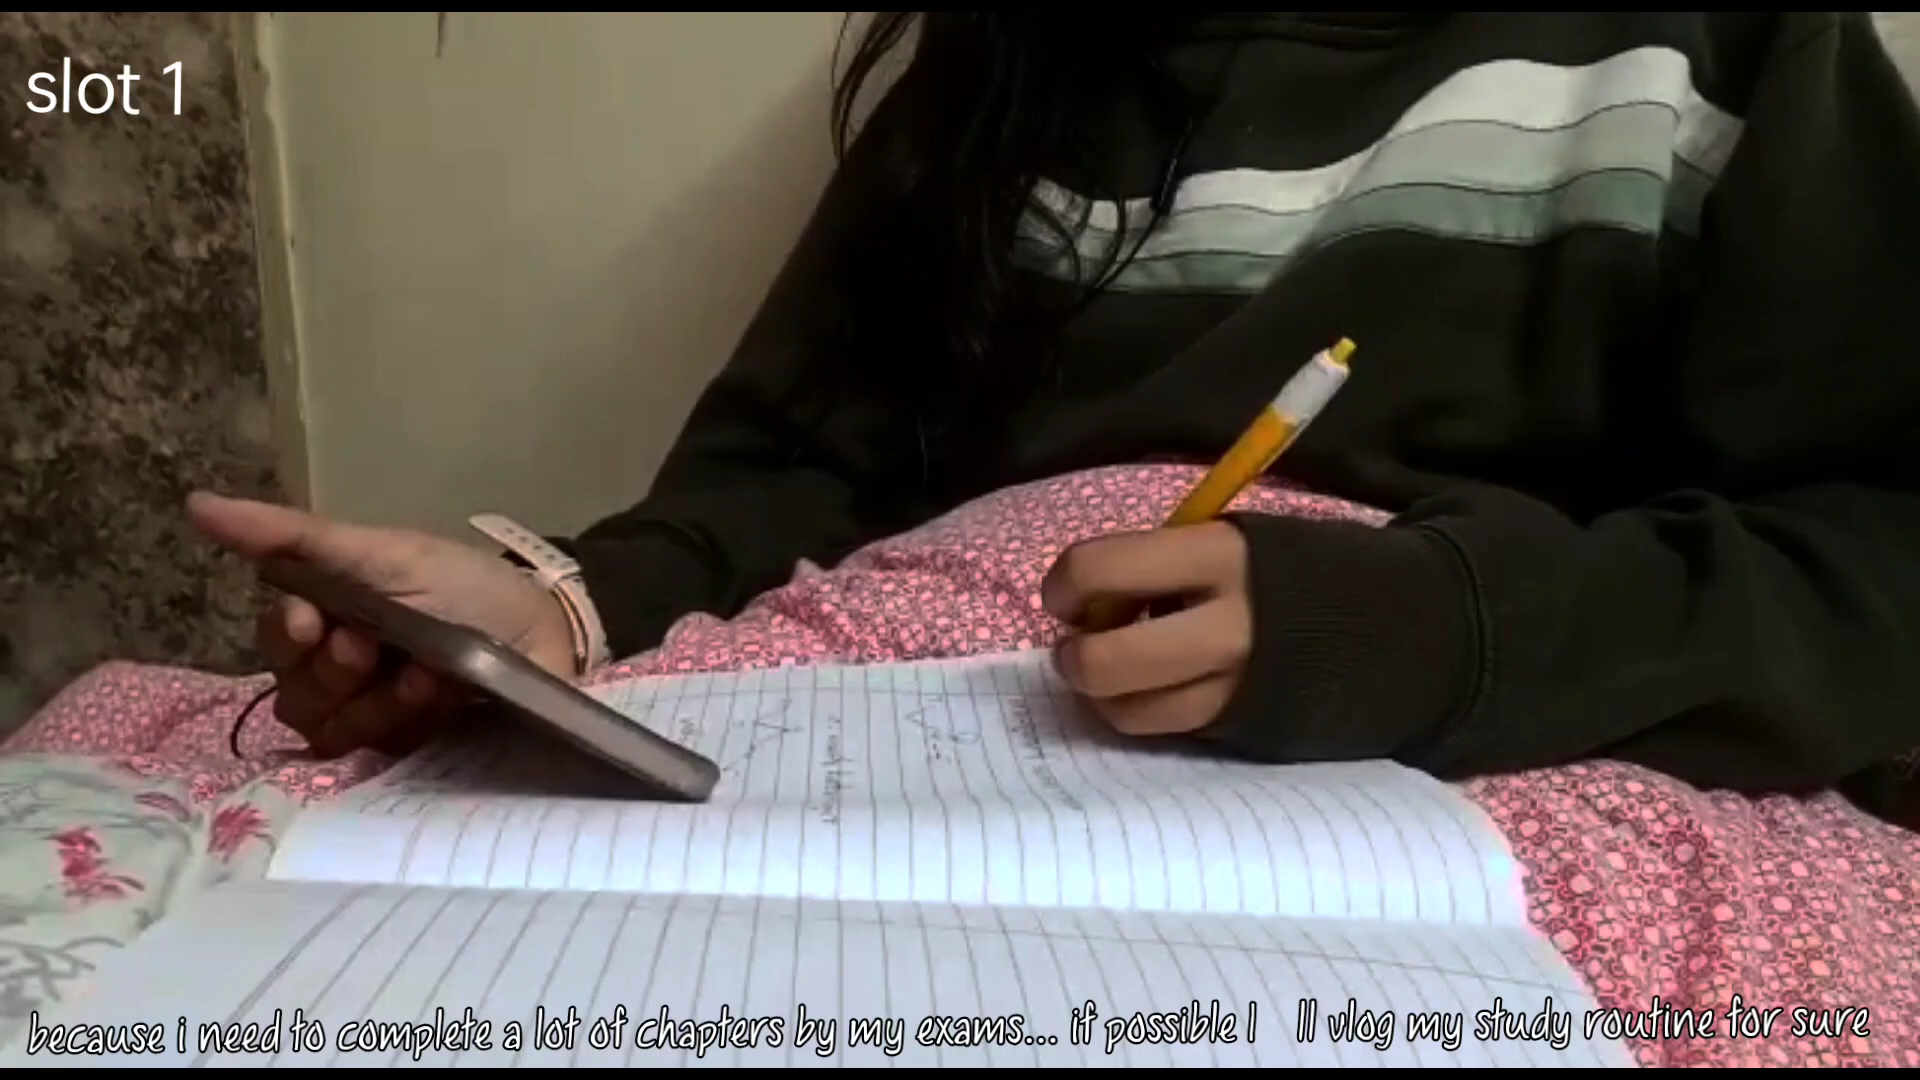 slot 1
because i need to complete a lot of chapters by my exams... if possible I ll vlog my study routine for sure